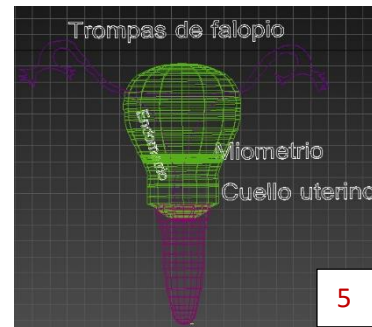 Trompas de falopio
Endometrio
Miometrio
Cuello uterino
5